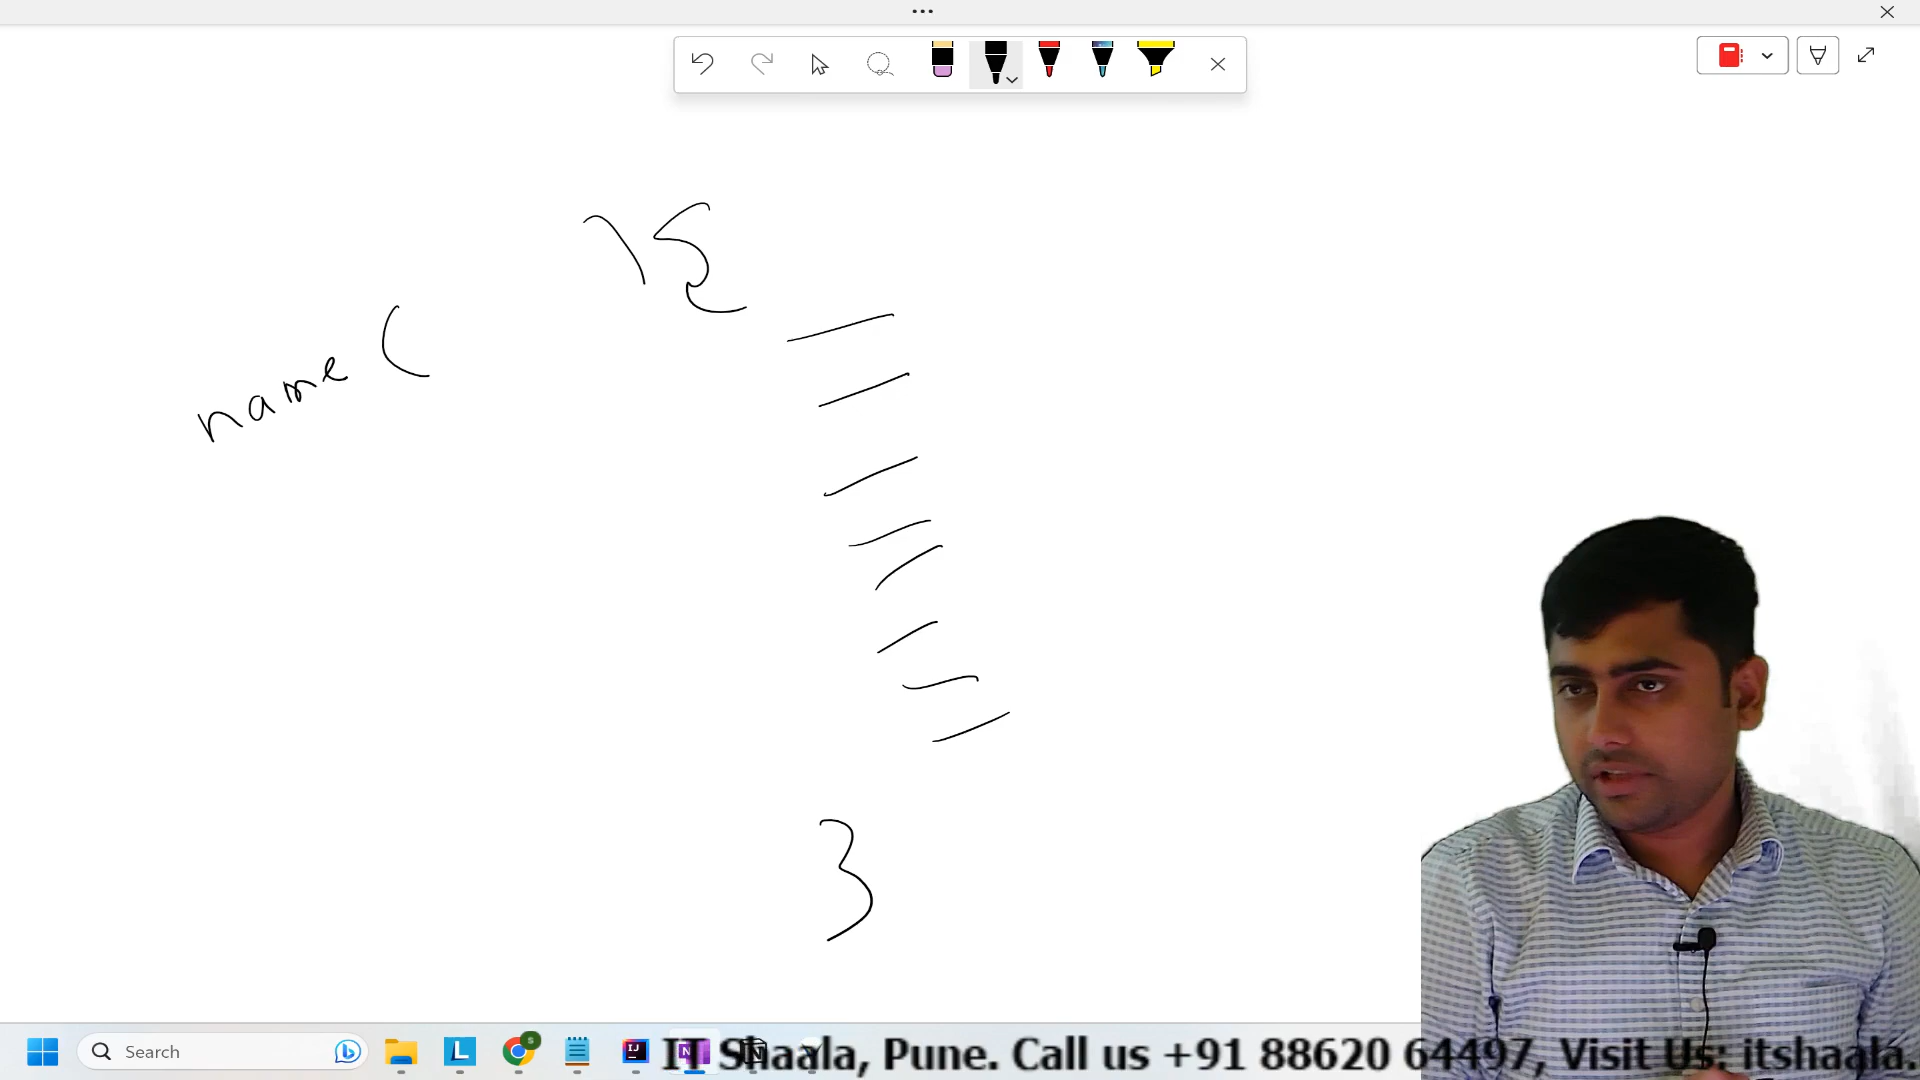 name (
Search
IT Shaala, Pune. Call us +91 88620 64497, Visit Us: itshaala.